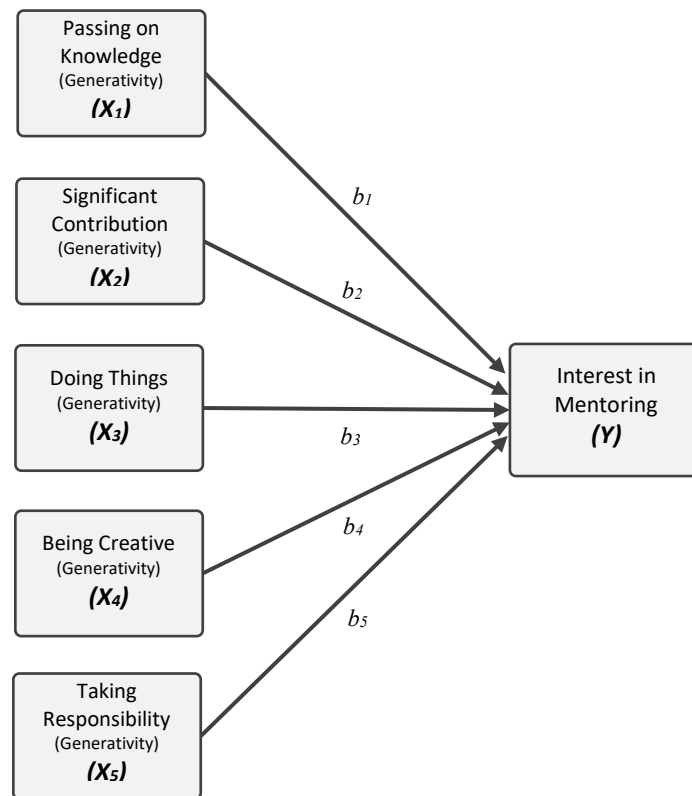 Passing on
Knowledge
(Generativity)
(X1)
b1
Significant
Contribution
(Generativity)
(X2)
b2
Doing Things
(Generativity)
(X3)
b3
Interest in
Mentoring
(Y)
Being Creative
(Generativity)
(X4)
b4
Taking
Responsibility
(Generativity)
(X5)
b5